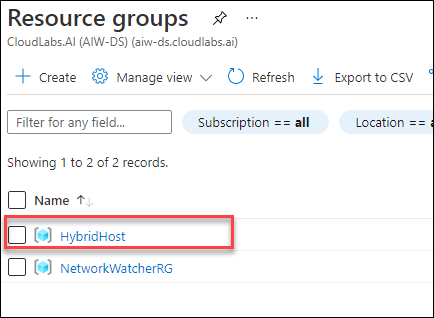 Resource groups
CloudLabs.AI (AIW-DS) (aiw-ds.cloudlabs.ai)
Create Manage view Refresh Export to CSV
Filter for any field... Subscription == all Location ==
Showing 1 to 2 of 2 records.
Name
HybridHost
NetworkWatcherRG